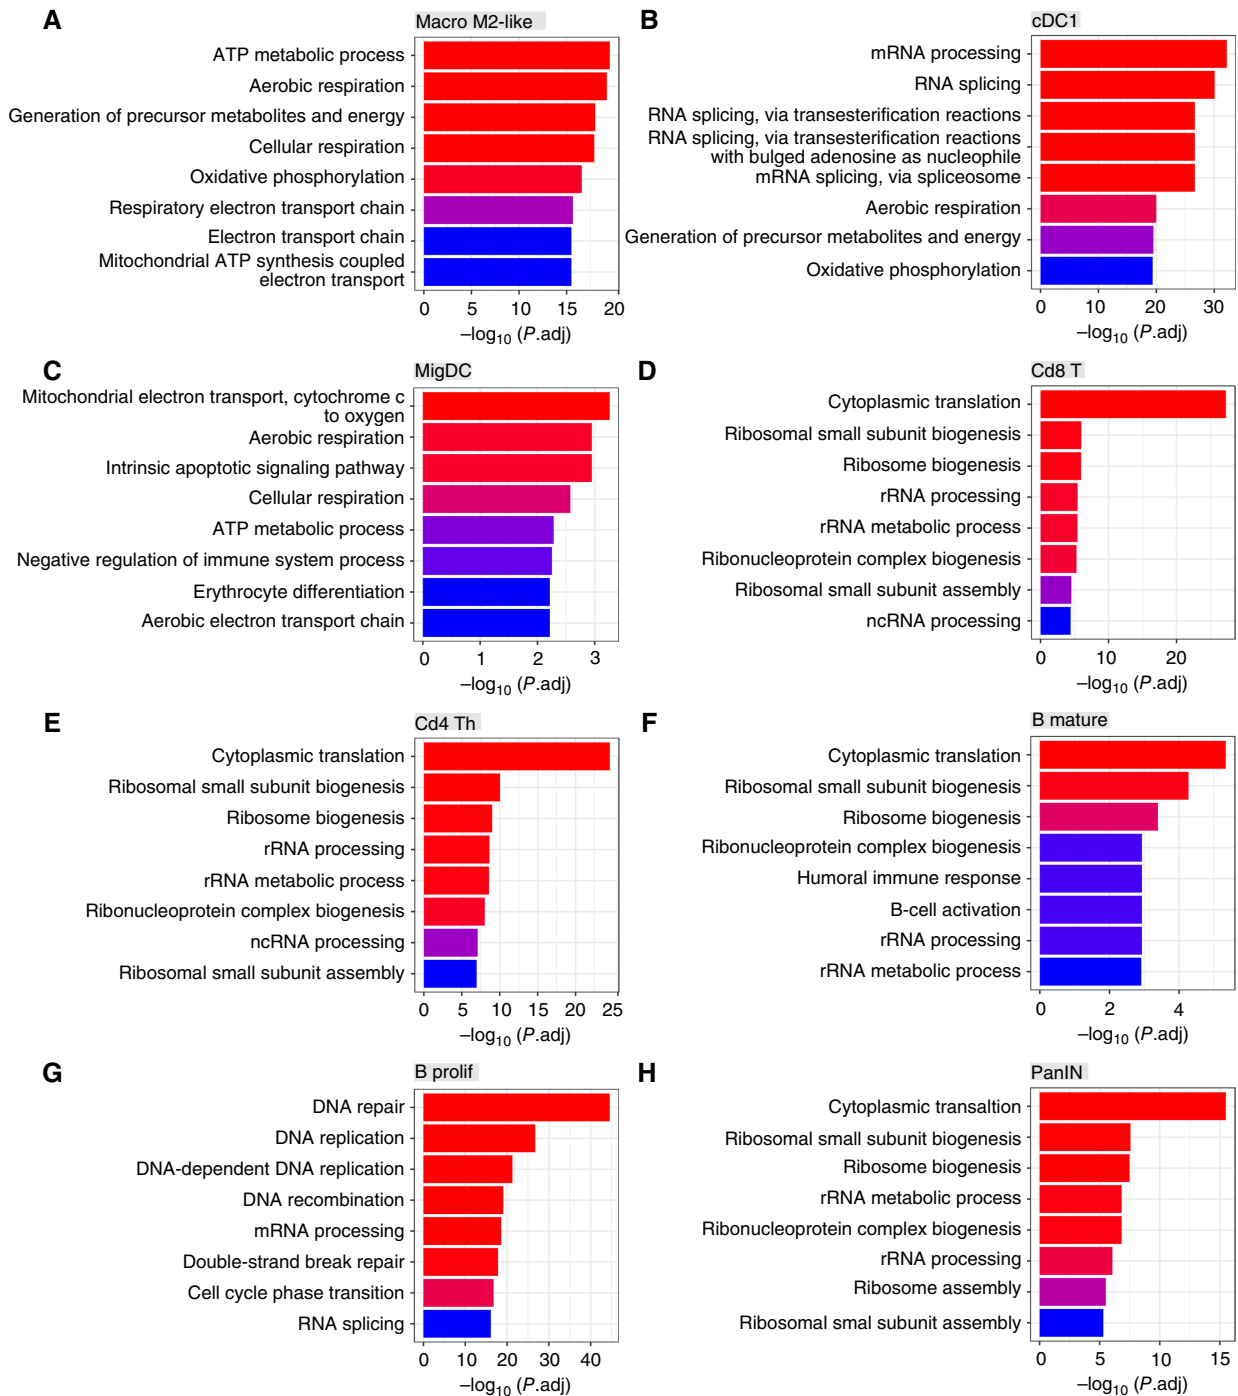 A
Macro M2-like
ATP metabolic process
Aerobic respiration
Generation of precursor metabolites and energy
Cellular respiration
Oxidative phosphorylation
Respiratory electron transport chain
Electron transport chain
Mitochondrial ATP synthesis coupled
electron transport
0 5 10 15 20
–log10 (P.adj)
B
cDC1
mRNA processing
RNA splicing
RNA splicing, via transesterification reactions
RNA splicing, via transesterification reactions
with bulged adenosine as nucleophile
mRNA splicing, via spliceosome
Aerobic respiration
Generation of precursor metabolites and energy
Oxidative phosphorylation
0 10 20 30
–log10 (P.adj)
C
MigDC
Mitochondrial electron transport, cytochrome c
to oxygen
Aerobic respiration
Intrinsic apoptotic signaling pathway
Cellular respiration
ATP metabolic process
Negative regulation of immune system process
Erythrocyte differentiation
Aerobic electron transport chain
0 1 2 3
–log10 (P.adj)
D
Cd8 T
Cytoplasmic translation
Ribosomal small subunit biogenesis
Ribosome biogenesis
rRNA processing
rRNA metabolic process
Ribonucleoprotein complex biogenesis
Ribosomal small subunit assembly
ncRNA processing
0 10 20
–log10 (P.adj)
E
Cd4 Th
Cytoplasmic translation
Ribosomal small subunit biogenesis
Ribosome biogenesis
rRNA processing
rRNA metabolic process
Ribonucleoprotein complex biogenesis
ncRNA processing
Ribosomal small subunit assembly
0 5 10 15 20 25
–log10 (P.adj)
F
B mature
Cytoplasmic translation
Ribosomal small subunit biogenesis
Ribosome biogenesis
Ribonucleoprotein complex biogenesis
Humoral immune response
B-cell activation
rRNA processing
rRNA metabolic process
0 2 4
–log10 (P.adj)
G
B prolif
DNA repair
DNA replication
DNA-dependent DNA replication
DNA recombination
mRNA processing
Double-strand break repair
Cell cycle phase transition
RNA splicing
0 10 20 30 40
–log10 (P.adj)
H
PanIN
Cytoplasmic transaltion
Ribosomal small subunit biogenesis
Ribosome biogenesis
rRNA metabolic process
Ribonucleoprotein complex biogenesis
rRNA processing
Ribosome assembly
Ribosomal smal subunit assembly
0 5 10 15
–log10 (P.adj)